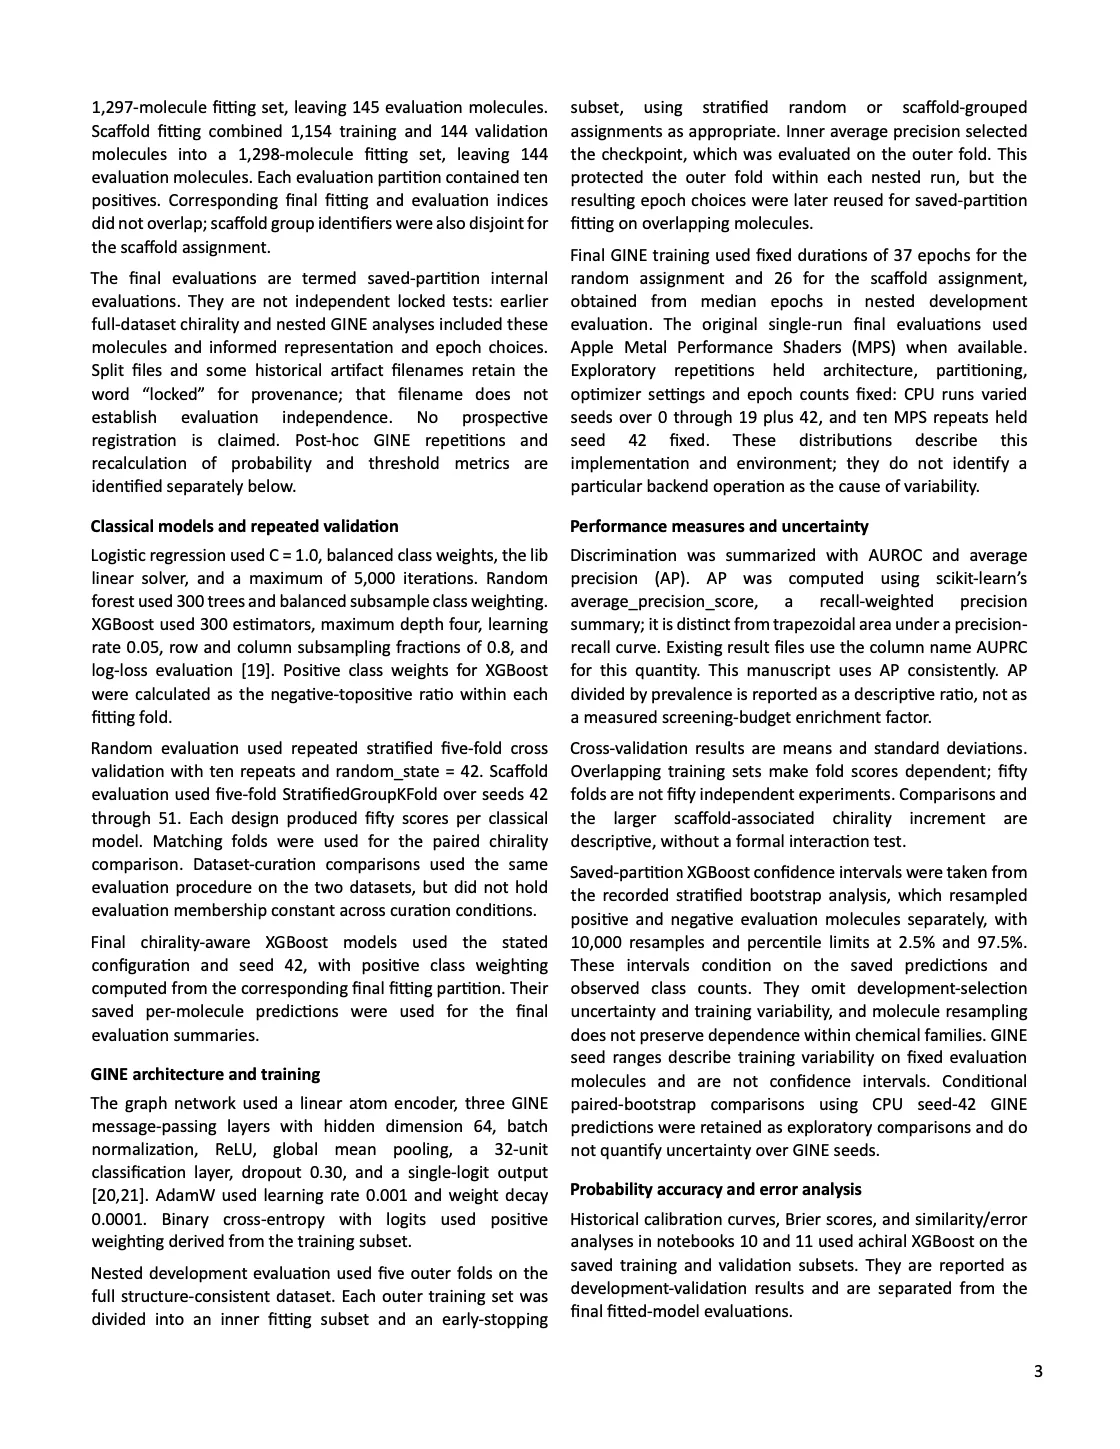 1,297-molecule fitting set, leaving 145 evaluation molecules.
Scaffold fitting combined 1,154 training and 144 validation
molecules into a 1,298-molecule fitting set, leaving 144
evaluation molecules. Each evaluation partition contained ten
positives. Corresponding final fitting and evaluation indices
did not overlap; scaffold group identifiers were also disjoint for
the scaffold assignment.
The final evaluations are termed saved-partition internal
evaluations. They are not independent locked tests: earlier
full-dataset chirality and nested GINE analyses included these
molecules and informed representation and epoch choices.
Split files and some historical artifact filenames retain the
word “locked” for provenance; that filename does not
establish evaluation independence. No prospective
registration is claimed. Post-hoc GINE repetitions and
recalculation of probability and threshold metrics are
identified separately below.
Classical models and repeated validation
Logistic regression used C = 1.0, balanced class weights, the lib
linear solver, and a maximum of 5,000 iterations. Random
forest used 300 trees and balanced subsample class weighting.
XGBoost used 300 estimators, maximum depth four, learning
rate 0.05, row and column subsampling fractions of 0.8, and
log-loss evaluation [19]. Positive class weights for XGBoost
were calculated as the negative-topositive ratio within each
fitting fold.
Random evaluation used repeated stratified five-fold cross
validation with ten repeats and random_state = 42. Scaffold
evaluation used five-fold StratifiedGroupKFold over seeds 42
through 51. Each design produced fifty scores per classical
model. Matching folds were used for the paired chirality
comparison. Dataset-curation comparisons used the same
evaluation procedure on the two datasets, but did not hold
evaluation membership constant across curation conditions.
Final chirality-aware XGBoost models used the stated
configuration and seed 42, with positive class weighting
computed from the corresponding final fitting partition. Their
saved per-molecule predictions were used for the final
evaluation summaries.
GINE architecture and training
The graph network used a linear atom encoder, three GINE
message-passing layers with hidden dimension 64, batch
normalization, ReLU, global mean pooling, a 32-unit
classification layer, dropout 0.30, and a single-logit output
[20,21]. AdamW used learning rate 0.001 and weight decay
0.0001. Binary cross-entropy with logits used positive
weighting derived from the training subset.
Nested development evaluation used five outer folds on the
full structure-consistent dataset. Each outer training set was
divided into an inner fitting subset and an early-stopping
subset, using stratified random or scaffold-grouped
assignments as appropriate. Inner average precision selected
the checkpoint, which was evaluated on the outer fold. This
protected the outer fold within each nested run, but the
resulting epoch choices were later reused for saved-partition
fitting on overlapping molecules.
Final GINE training used fixed durations of 37 epochs for the
random assignment and 26 for the scaffold assignment,
obtained from median epochs in nested development
evaluation. The original single-run final evaluations used
Apple Metal Performance Shaders (MPS) when available.
Exploratory repetitions held architecture, partitioning,
optimizer settings and epoch counts fixed: CPU runs varied
seeds over 0 through 19 plus 42, and ten MPS repeats held
seed 42 fixed. These distributions describe this
implementation and environment; they do not identify a
particular backend operation as the cause of variability.
Performance measures and uncertainty
Discrimination was summarized with AUROC and average
precision (AP). AP was computed using scikit-learn’s
average_precision_score, a recall-weighted precision
summary; it is distinct from trapezoidal area under a precision-
recall curve. Existing result files use the column name AUPRC
for this quantity. This manuscript uses AP consistently. AP
divided by prevalence is reported as a descriptive ratio, not as
a measured screening-budget enrichment factor.
Cross-validation results are means and standard deviations.
Overlapping training sets make fold scores dependent; fifty
folds are not fifty independent experiments. Comparisons and
the larger scaffold-associated chirality increment are
descriptive, without a formal interaction test.
Saved-partition XGBoost confidence intervals were taken from
the recorded stratified bootstrap analysis, which resampled
positive and negative evaluation molecules separately, with
10,000 resamples and percentile limits at 2.5% and 97.5%.
These intervals condition on the saved predictions and
observed class counts. They omit development-selection
uncertainty and training variability, and molecule resampling
does not preserve dependence within chemical families. GINE
seed ranges describe training variability on fixed evaluation
molecules and are not confidence intervals. Conditional
paired-bootstrap comparisons using CPU seed-42 GINE
predictions were retained as exploratory comparisons and do
not quantify uncertainty over GINE seeds.
Probability accuracy and error analysis
Historical calibration curves, Brier scores, and similarity/error
analyses in notebooks 10 and 11 used achiral XGBoost on the
saved training and validation subsets. They are reported as
development-validation results and are separated from the
final fitted-model evaluations.
3